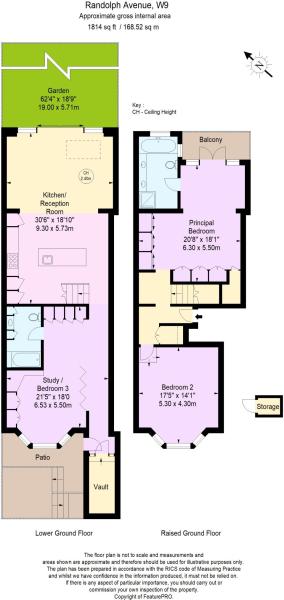 Randolph Avenue, W9
Approximate gross internal area
1814 sq ft / 168.52 sq m
Garden
62'4" x 18'9"
19.00 x 5.71m
Key :
CH - Ceiling Height
N
Balcony
CH
2.80m
Kitchen/
Reception
Room
30'6" x 18'10"
9.30 x 5.73m
Principal
Bedroom
20'8" x 18'1"
6.30 x 5.50m
Study /
Bedroom 3
21'5" x 18'0
6.53 x 5.50m
Bedroom 2
17'5" x 14'1"
5.30 x 4.30m
Storage
Patio
Vault
Lower Ground Floor
Raised Ground Floor
The floor plan is not to scale and measurements and
areas shown are approximate and therefore should be used for illustrative purposes only.
The plan has been prepared in accordance with the RICS code of Measuring Practice
and whilst we have confidence in the information produced, it must not be relied on.
If there is any aspect of particular importance, you should carry out or
commission your own inspection of the property.
Copyright of FeaturePRO.